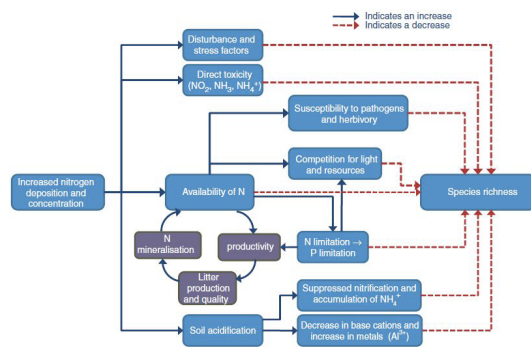 Indicates an increase
Indicates a decrease
Disturbance and
stress factors
Direct toxicity
(NO₂, NH₃, NH₄⁺)
Susceptibility to pathogens
and herbivory
Competition for light
and resources
Increased nitrogen
deposition and
concentration
Availability of N
Species richness
N
mineralisation
productivity
N limitation →
P limitation
Litter
production
and quality
Suppressed nitrification and
accumulation of NH₄⁺
Soil acidification
Decrease in base cations and
increase in metals (Al³⁺)